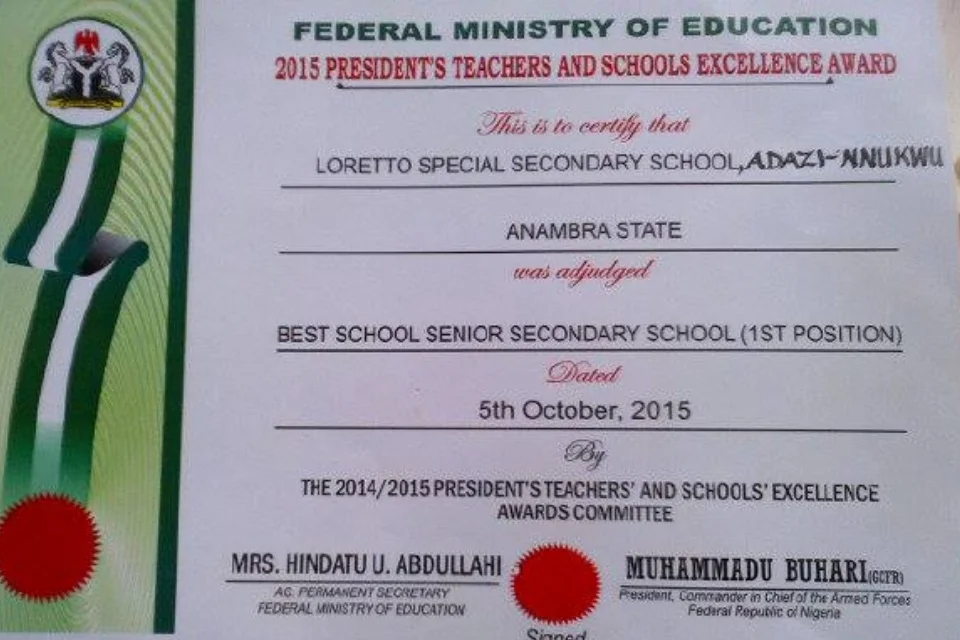 FEDERAL MINISTRY OF EDUCATION
2015 PRESIDENT'S TEACHERS AND SCHOOLS EXCELLENCE AWARD
This is to certify that
LORETTO SPECIAL SECONDARY SCHOOL, ADAZI-NNUKWU
ANAMBRA STATE
was adjudged
BEST SCHOOL SENIOR SECONDARY SCHOOL (1ST POSITION)
Dated
5th October, 2015
By
THE 2014/2015 PRESIDENT'S TEACHERS' AND SCHOOLS' EXCELLENCE
AWARDS COMMITTEE
MRS. HINDATU U. ABDULLAHI
AG. PERMANENT SECRETARY
FEDERAL MINISTRY OF EDUCATION
MUHAMMADU BUHARI (GCFR)
President, Commander in Chief of the Armed Forces
Federal Republic of Nigeria
Signed